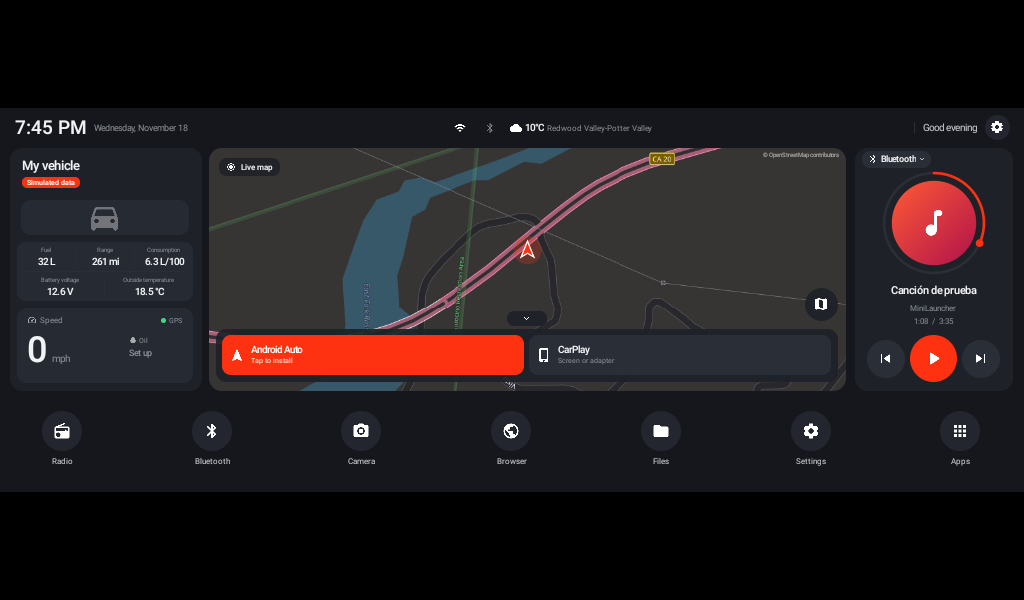 7:45 PM
Wednesday, November 18
10°C Redwood Valley-Potter Valley
Good evening
My vehicle
Simulated data
Fuel
Range
Consumption
32 L
261 mi
6.3 L/100
Battery voltage
Outside temperature
12.6 V
18.5 °C
Speed
GPS
0 mph
Oil
Set up
Live map
CA 20
© OpenStreetMap contributors
Android Auto
Tap to install
CarPlay
Screen or adapter
Bluetooth
Canción de prueba
MiniLauncher
1:08 / 3:35
Radio
Bluetooth
Camera
Browser
Files
Settings
Apps